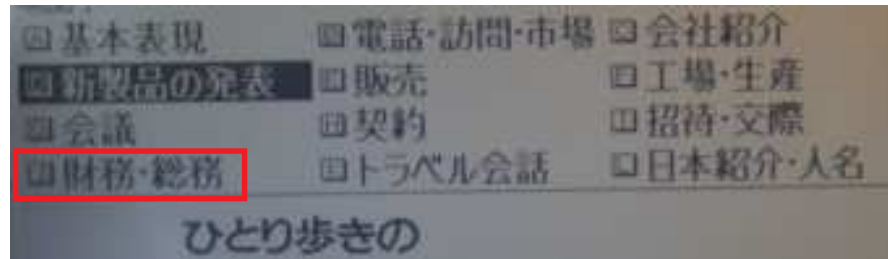 基本表現 電話・訪問・市場 会社紹介
新製品の発表 販売 工場・生産
会議 契約 招待・交際
財務・総務 トラベル会話 日本紹介・人名
ひとり歩きの